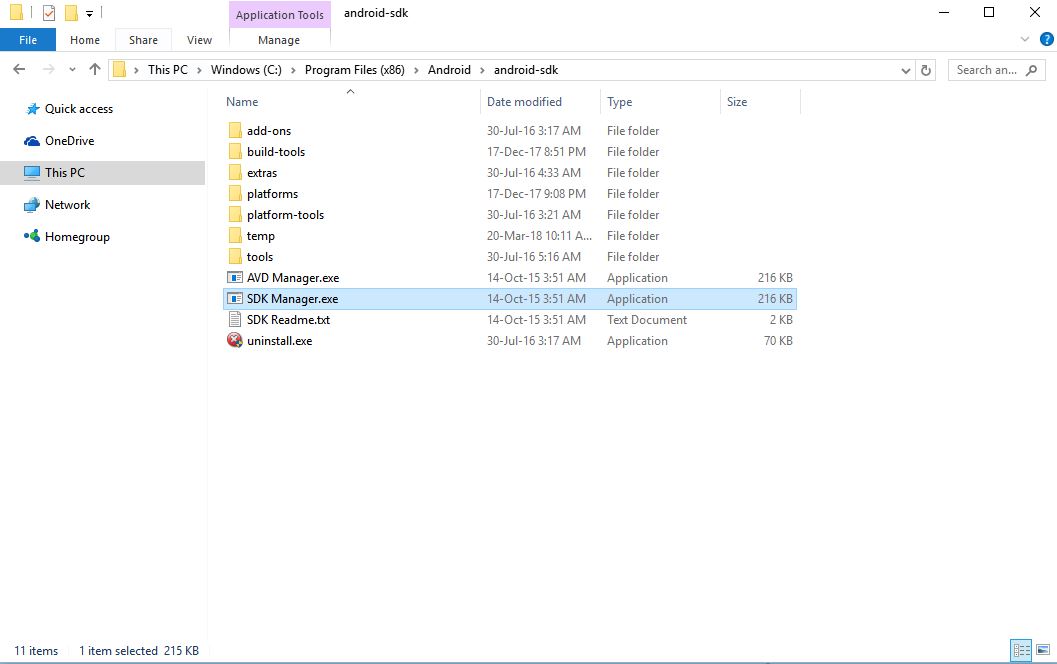 Application Tools android-sdk
File Home Share View Manage
This PC Windows (C:) Program Files (x86) Android android-sdk Search an...
Name Date modified Type Size
Quick access
OneDrive
This PC
Network
Homegroup
add-ons 30-Jul-16 3:17 AM File folder
build-tools 17-Dec-17 8:51 PM File folder
extras 30-Jul-16 4:33 AM File folder
platforms 17-Dec-17 9:08 PM File folder
platform-tools 30-Jul-16 3:21 AM File folder
temp 20-Mar-18 10:11 A... File folder
tools 30-Jul-16 5:16 AM File folder
AVD Manager.exe 14-Oct-15 3:51 AM Application 216 KB
SDK Manager.exe 14-Oct-15 3:51 AM Application 216 KB
SDK Readme.txt 14-Oct-15 3:51 AM Text Document 2 KB
uninstall.exe 30-Jul-16 3:17 AM Application 70 KB
11 items 1 item selected 215 KB